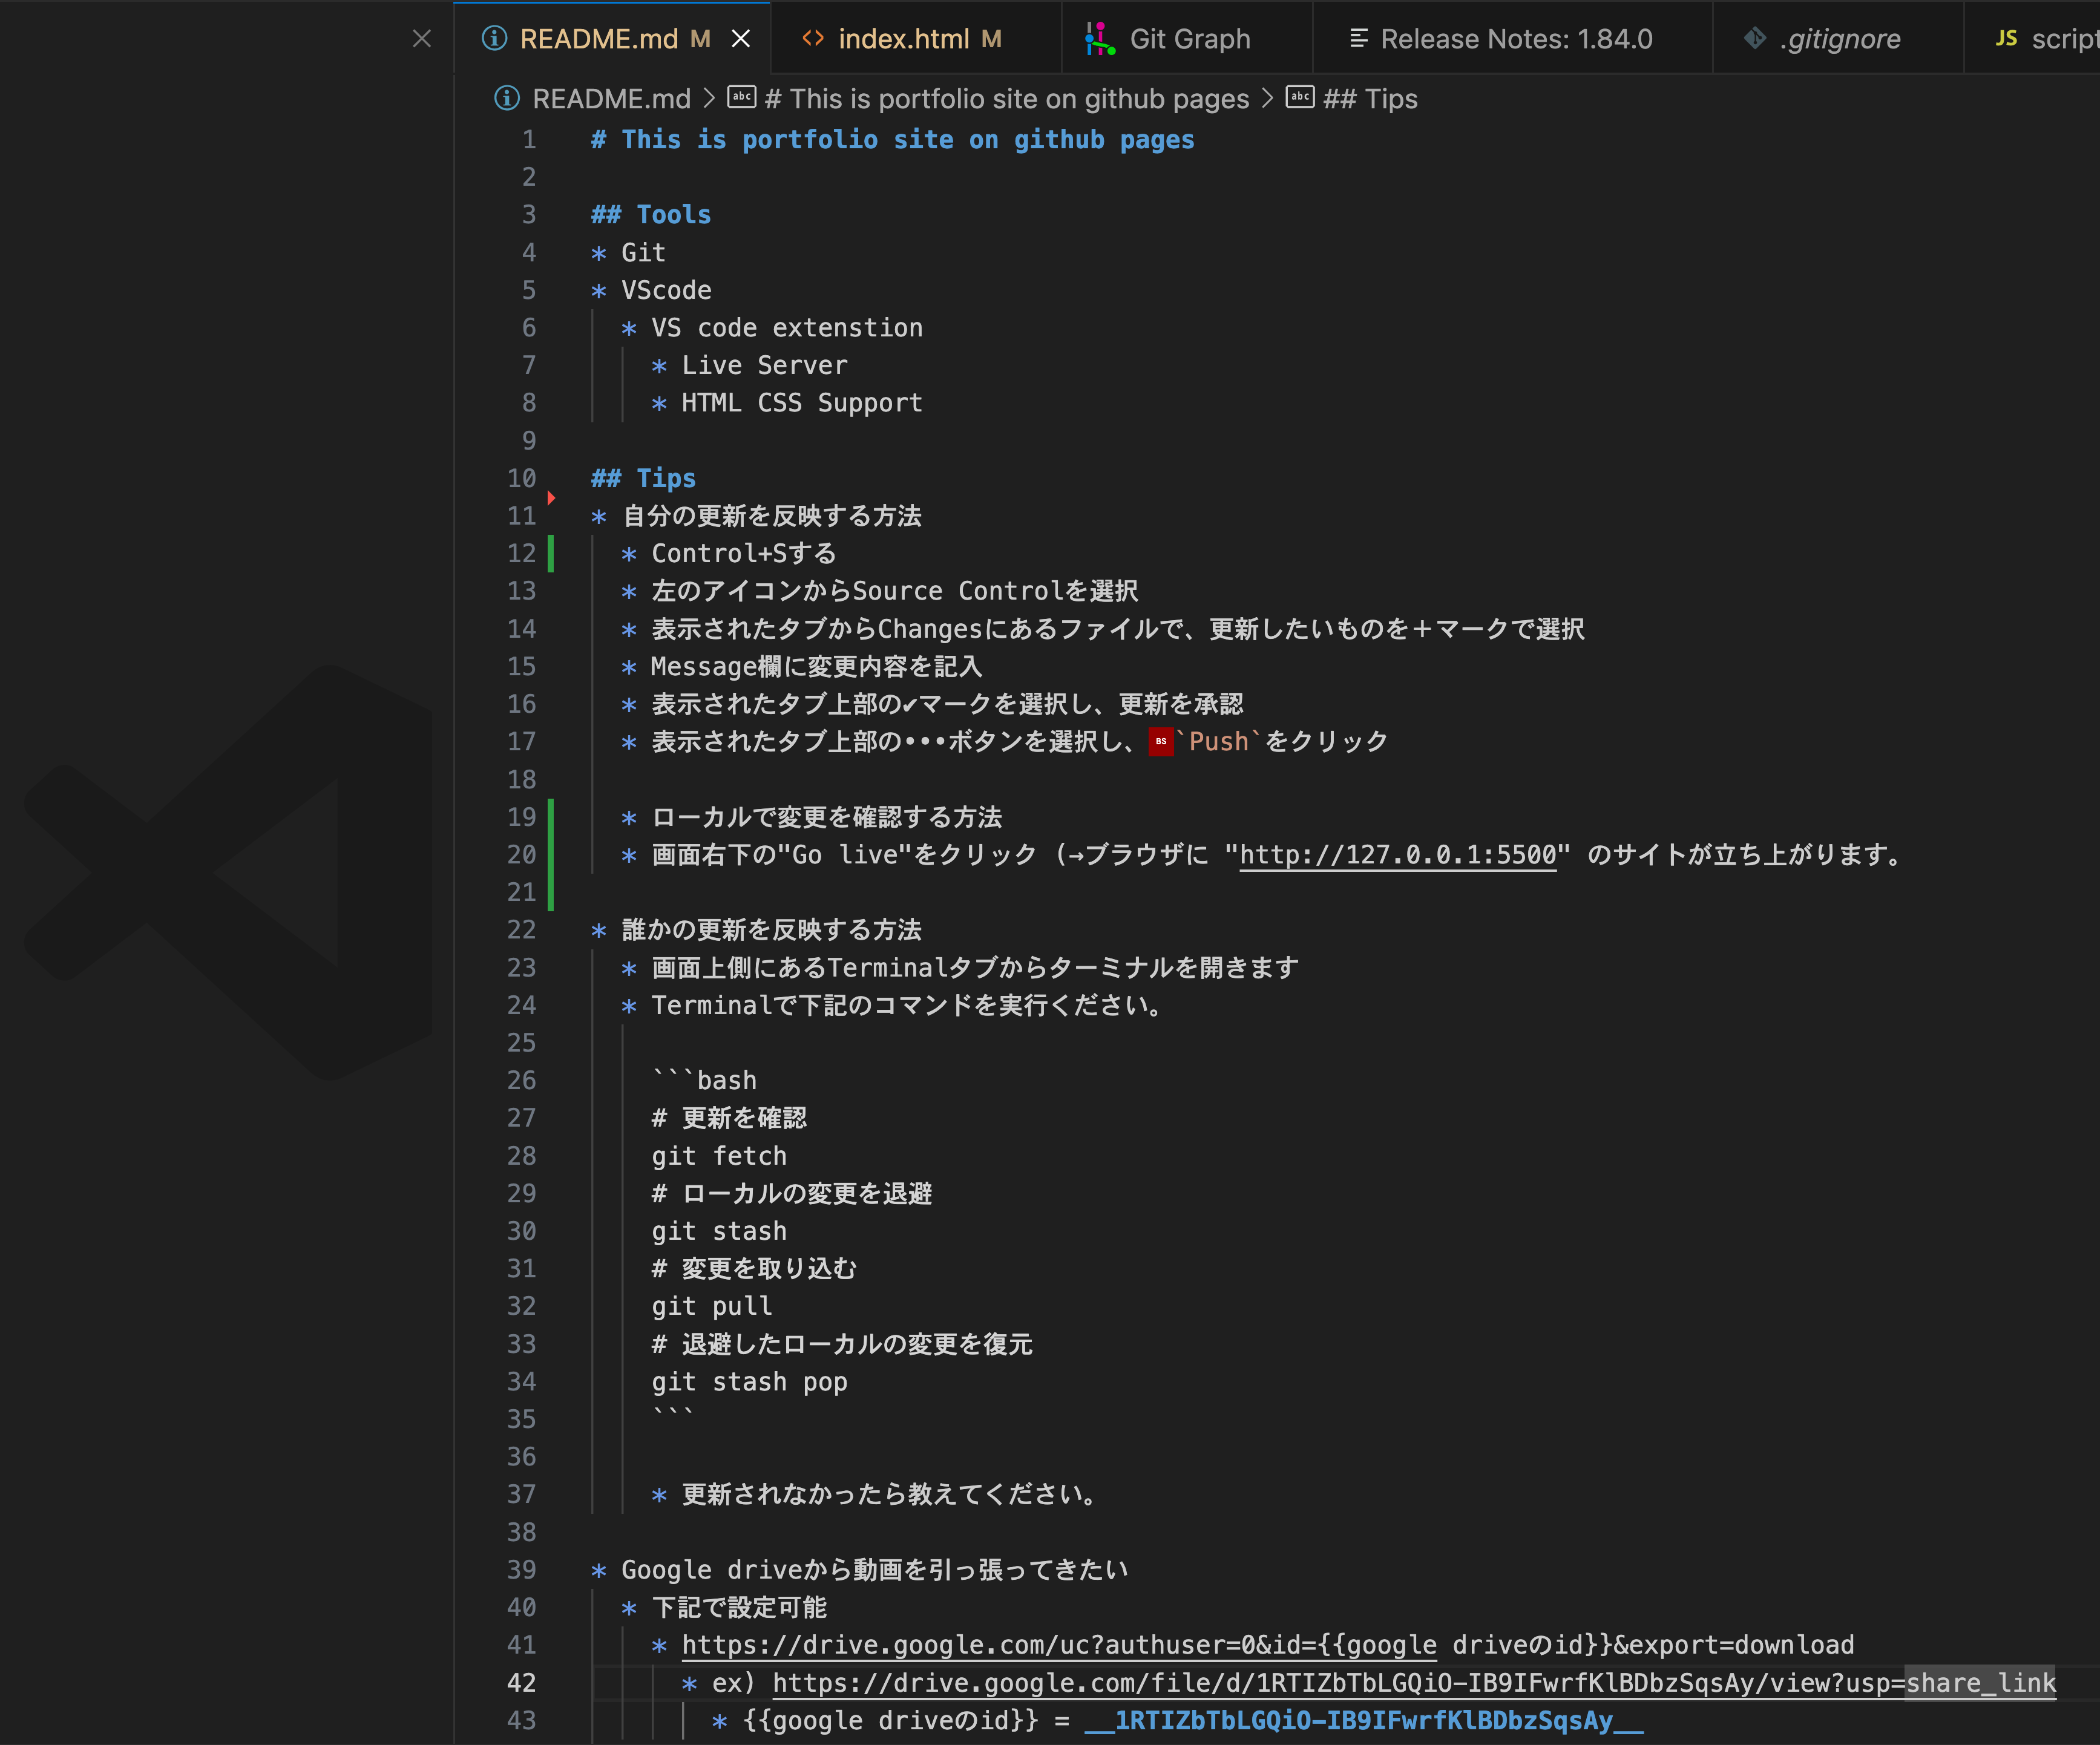 README.md M
index.html M
Git Graph
Release Notes: 1.84.0
.gitignore
JS script
README.md > abc # This is portfolio site on github pages > abc ## Tips
1 # This is portfolio site on github pages
2
3 ## Tools
4 * Git
5 * VScode
6 * VS code extenstion
7 * Live Server
8 * HTML CSS Support
9
10 ## Tips
11 * 自分の更新を反映する方法
12 * Control+Sする
13 * 左のアイコンからSource Controlを選択
14 * 表示されたタブからChangesにあるファイルで、更新したいものを＋マークで選択
15 * Message欄に変更内容を記入
16 * 表示されたタブ上部の✔マークを選択し、更新を承認
17 * 表示されたタブ上部の•••ボタンを選択し、BS`Push`をクリック
18
19 * ローカルで変更を確認する方法
20 * 画面右下の"Go live"をクリック (→ブラウザに "http://127.0.0.1:5500" のサイトが立ち上がります。
21
22 * 誰かの更新を反映する方法
23 * 画面上側にあるTerminalタブからターミナルを開きます
24 * Terminalで下記のコマンドを実行ください。
25
26 ```bash
27 # 更新を確認
28 git fetch
29 # ローカルの変更を退避
30 git stash
31 # 変更を取り込む
32 git pull
33 # 退避したローカルの変更を復元
34 git stash pop
35 ```
36
37 * 更新されなかったら教えてください。
38
39 * Google driveから動画を引っ張ってきたい
40 * 下記で設定可能
41 * https://drive.google.com/uc?authuser=0&id={{google driveのid}}&export=download
42 * ex) https://drive.google.com/file/d/1RTIZbTbLGQiO-IB9IFwrfKlBDbzSqsAy/view?usp=share_link
43 * {{google driveのid}} = __1RTIZbTbLGQiO-IB9IFwrfKlBDbzSqsAy__